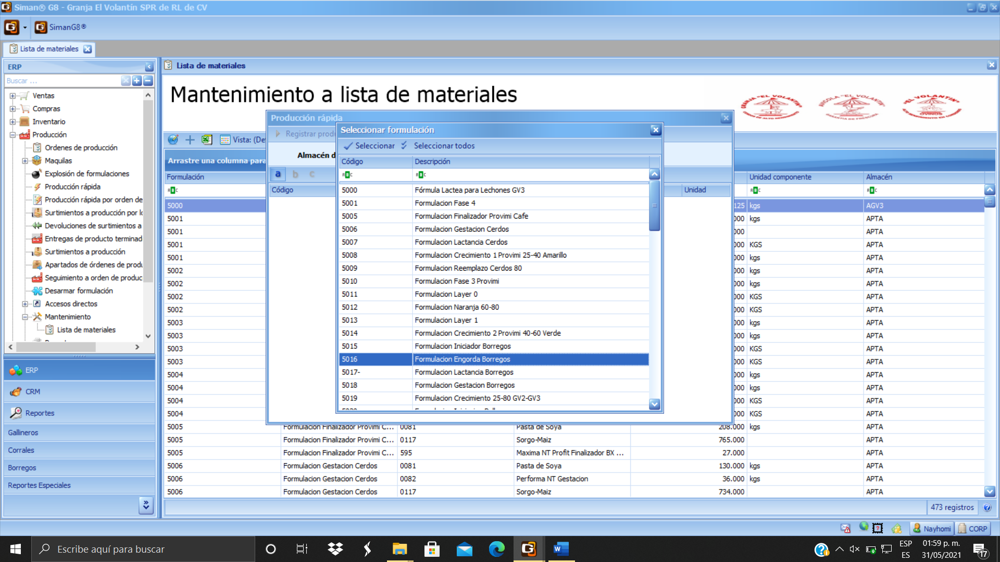 Siman® G8 - Granja El Volantín SPR de RL de CV
SimanG8®
Lista de materiales
ERP
Buscar ...
Ventas
Compras
Inventario
Producción
Ordenes de producción
Maquilas
Explosión de formulaciones
Producción rápida
Producción rápida por orden de
Surtimientos a producción por lo
Devoluciones de surtimientos a
Entregas de producto terminad
Surtimientos a producción
Apartados de órdenes de produ
Seguimiento a orden de produc
Desarmar formulación
Accesos directos
Mantenimiento
Lista de materiales
ERP
CRM
Reportes
Gallineros
Corrales
Borregos
Reportes Especiales
Lista de materiales
Mantenimiento a lista de materiales
GRANJA "EL VOLANTIN"
AVICOLA "EL VOLANTIN"
"EL VOLANTIN"
OVINOS
Vista: (De
Arrastre una columna para
Formulación Unidad componente Almacén
5000 125 kgs AGV3
5001 000 kgs APTA
5001 000 APTA
5001 000 KGS APTA
5001 000 kgs APTA
5002 000 kgs APTA
5002 000 kgs APTA
5002 000 KGS APTA
5002 000 KGS APTA
5003 000 kgs APTA
5003 000 kgs APTA
5003 000 KGS APTA
5003 000 KGS APTA
5004 000 kgs APTA
5004 000 kgs APTA
5004 000 KGS APTA
5004 000 KGS APTA
5005 Formulacion Finalizador Provimi C... 0081 Pasta de Soya 208.000 kgs APTA
5005 Formulacion Finalizador Provimi C... 0117 Sorgo-Maiz 765.000 APTA
5005 Formulacion Finalizador Provimi C... 595 Maxima NT Profit Finalizador BX ... 27.000 APTA
5006 Formulacion Gestacion Cerdos 0081 Pasta de Soya 130.000 kgs APTA
5006 Formulacion Gestacion Cerdos 0082 Performa NT Gestacion 36.000 kgs APTA
5006 Formulacion Gestacion Cerdos 0117 Sorgo-Maiz 734.000 APTA
473 registros
Producción rápida
Registrar prod
Almacén d
a b c
Código Unidad
Seleccionar formulación
Seleccionar Seleccionar todos
Código Descripción
5000 Fórmula Lactea para Lechones GV3
5001 Formulacion Fase 4
5005 Formulacion Finalizador Provimi Cafe
5006 Formulacion Gestacion Cerdos
5007 Formulacion Lactancia Cerdos
5008 Formulacion Crecimiento 1 Provimi 25-40 Amarillo
5009 Formulacion Reemplazo Cerdos 80
5010 Formulacion Fase 3 Provimi
5011 Formulacion Layer 0
5012 Formulacion Naranja 60-80
5013 Formulacion Layer 1
5014 Formulacion Crecimiento 2 Provimi 40-60 Verde
5015 Formulacion Iniciador Borregos
5016 Formulacion Engorda Borregos
5017- Formulacion Lactancia Borregos
5018 Formulacion Gestacion Borregos
5019 Formulacion Crecimiento 25-80 GV2-GV3
Nayhomi CORP
Escribe aquí para buscar
ESP
ES
01:59 p. m.
31/05/2021
17